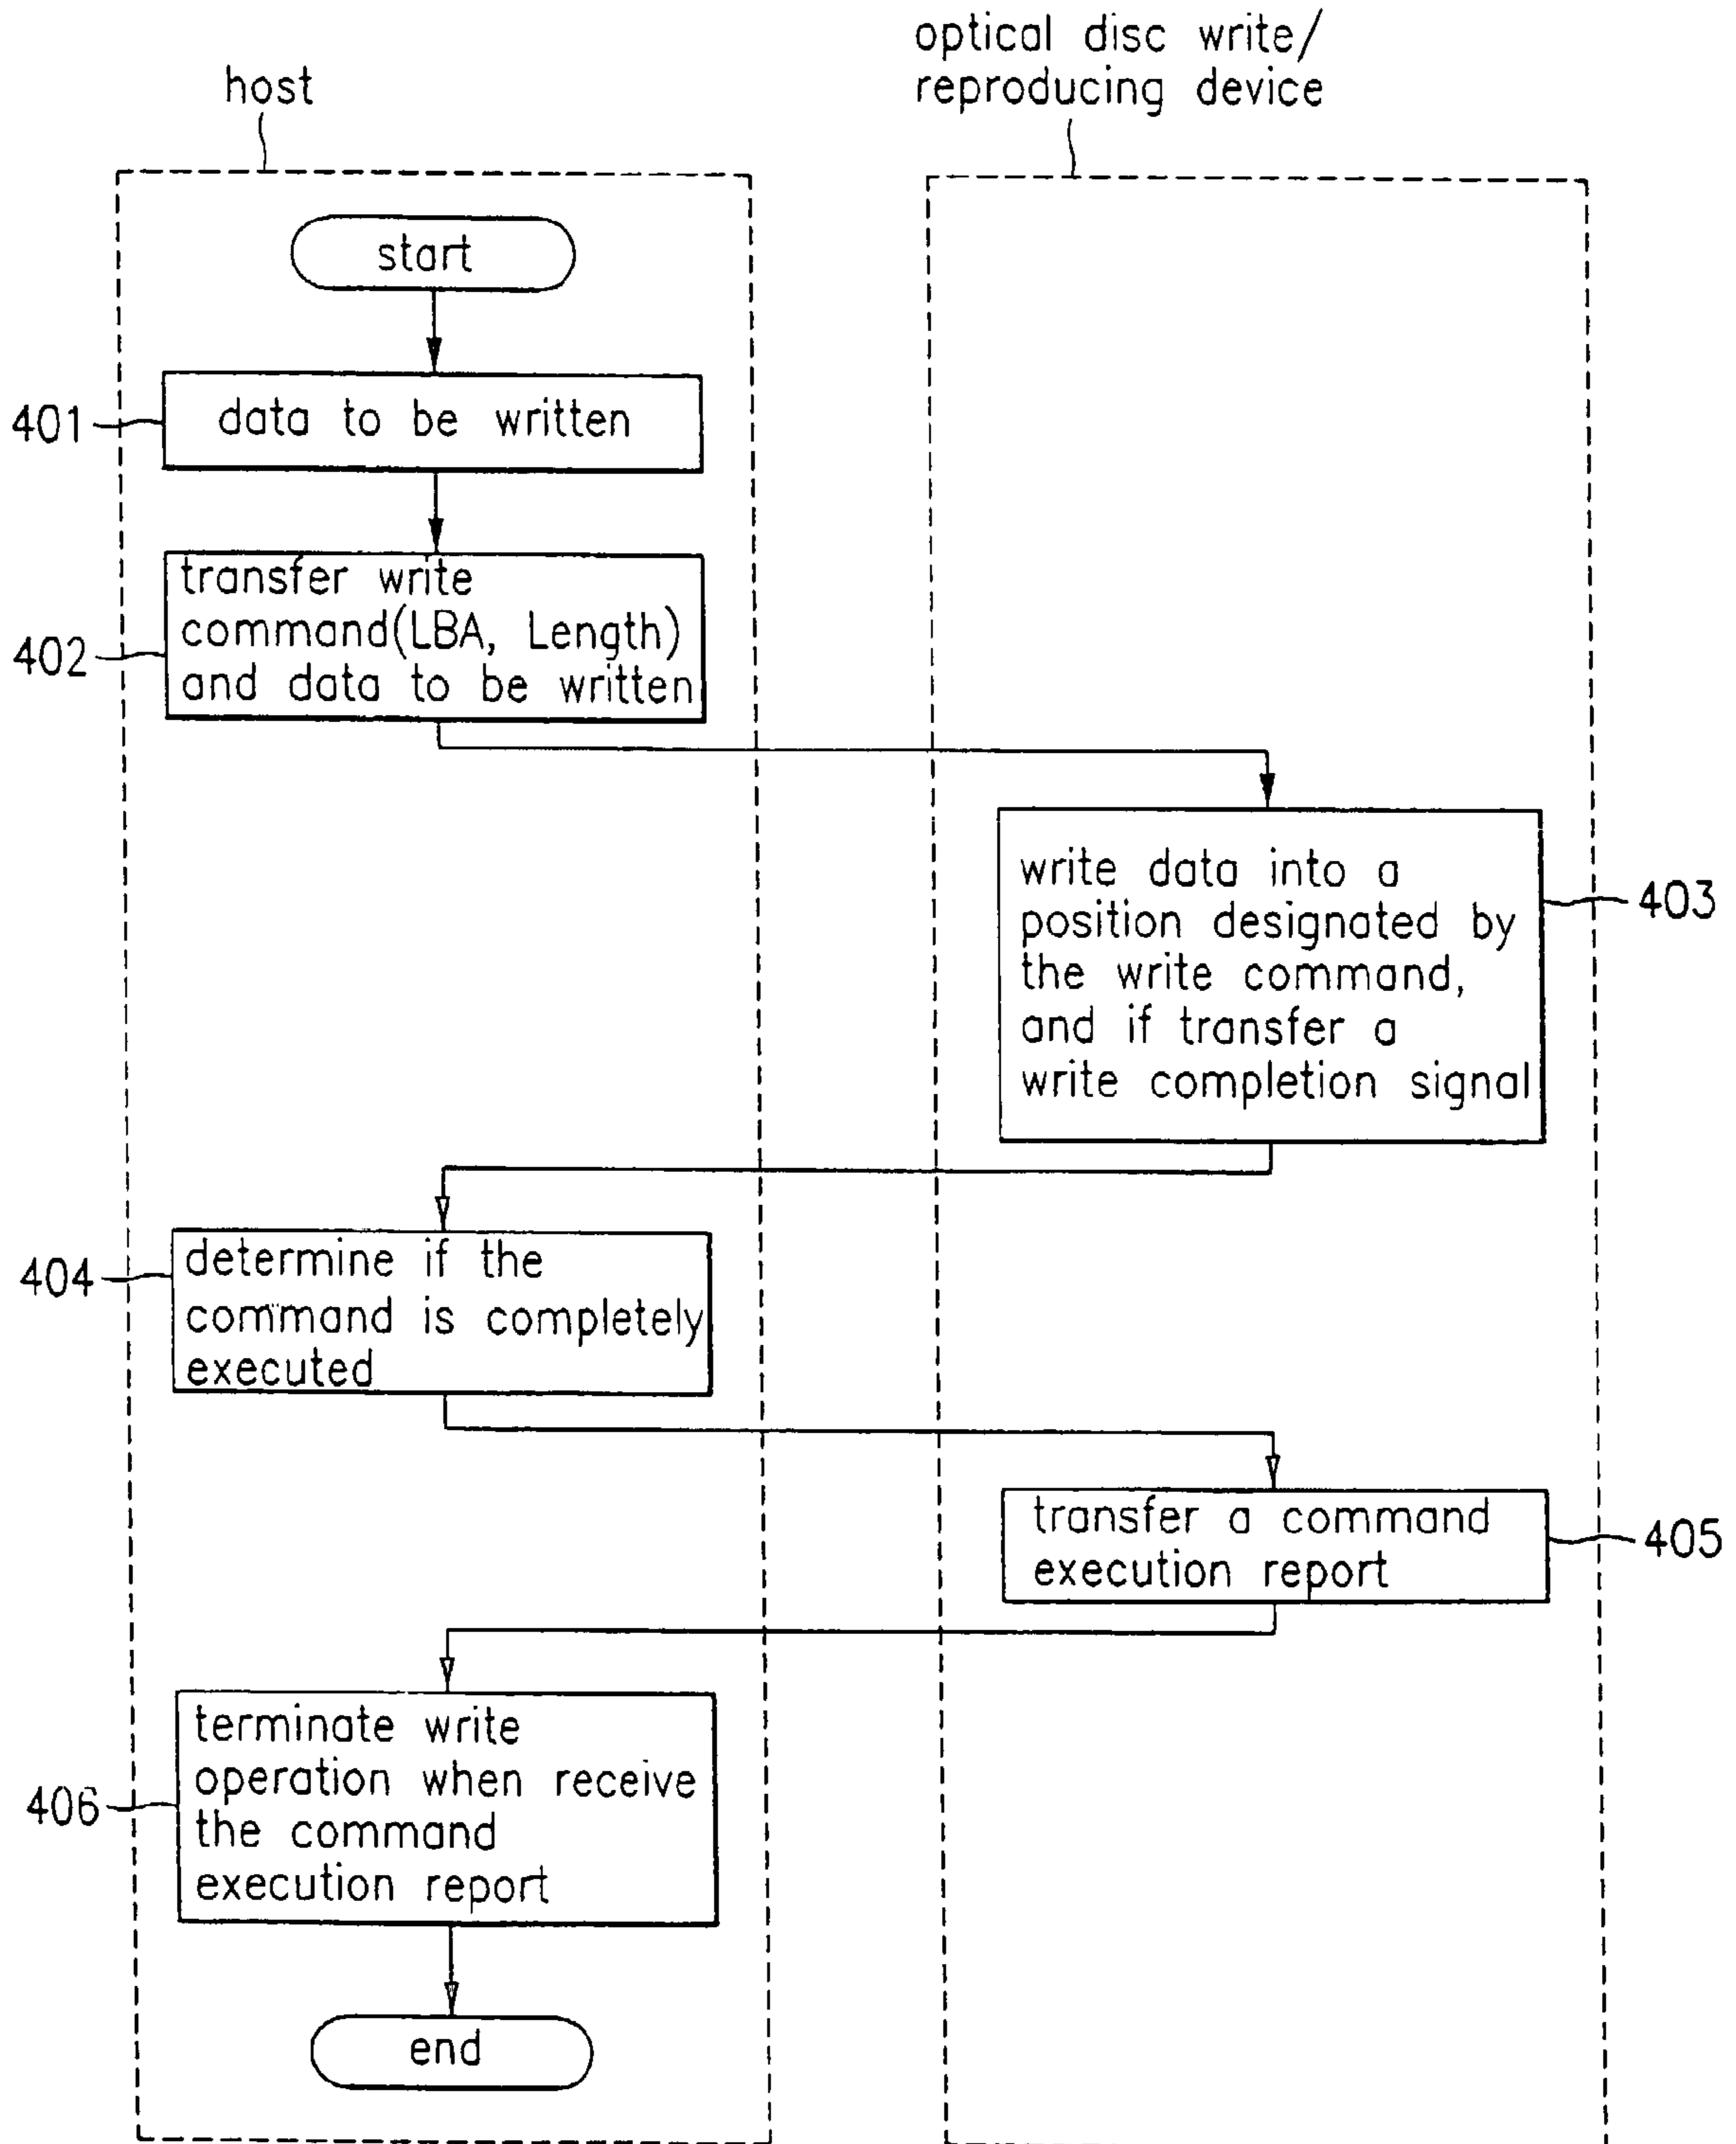 optical disc write/
reproducing device
host
start
401
data to be written
402
transfer write
command(LBA, Length)
and data to be written
403
write data into a
position designated by
the write command,
and if transfer a
write completion signal
404
determine if the
command is completely
executed
405
transfer a command
execution report
406
terminate write
operation when receive
the command
execution report
end